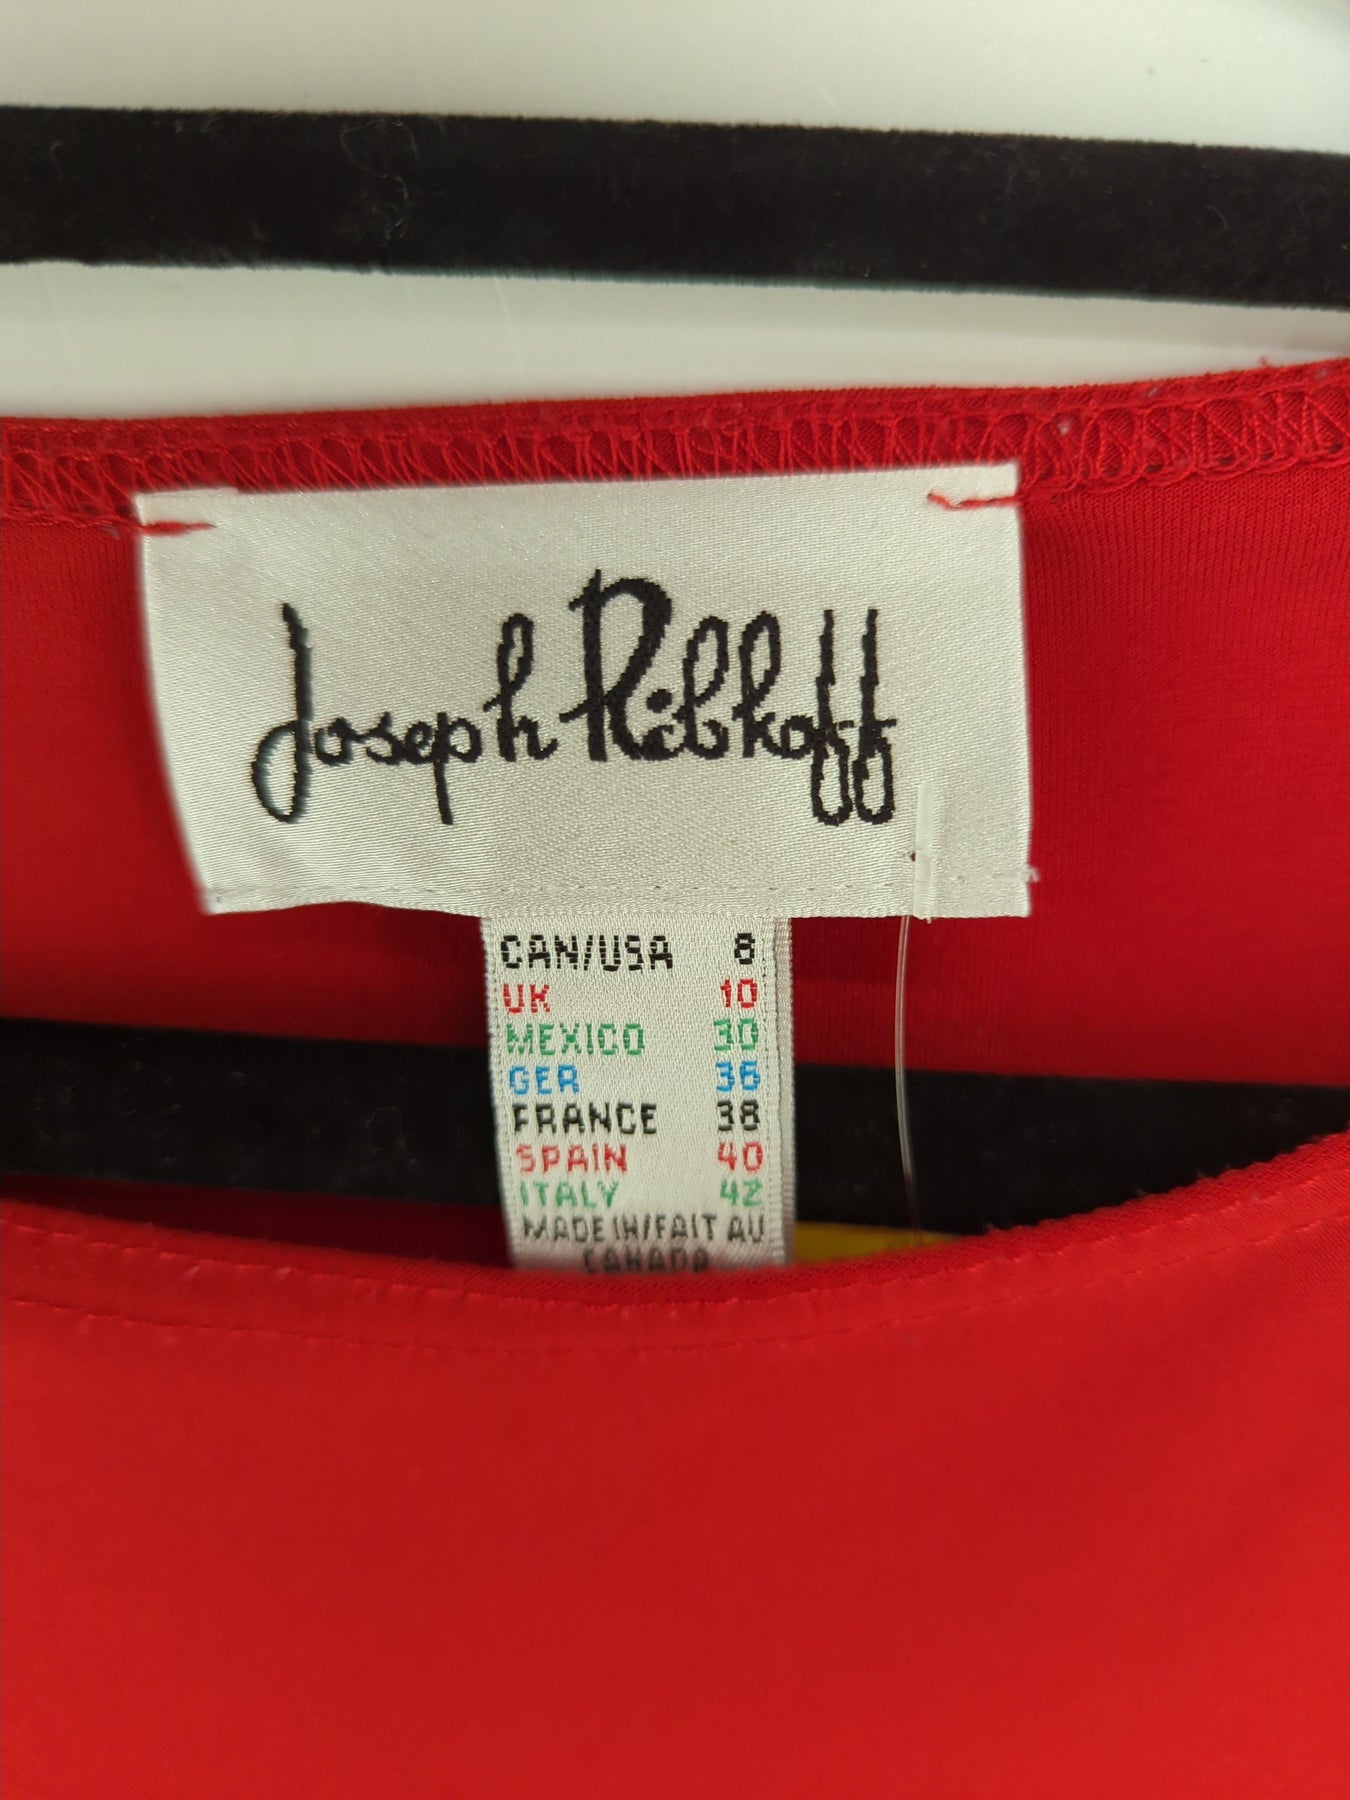 Joseph Ribkoff
CAN/USA 8
UK 10
MEXICO 30
GER 36
FRANCE 38
SPAIN 40
ITALY 42
MADE IN/FAIT AU
CANADA